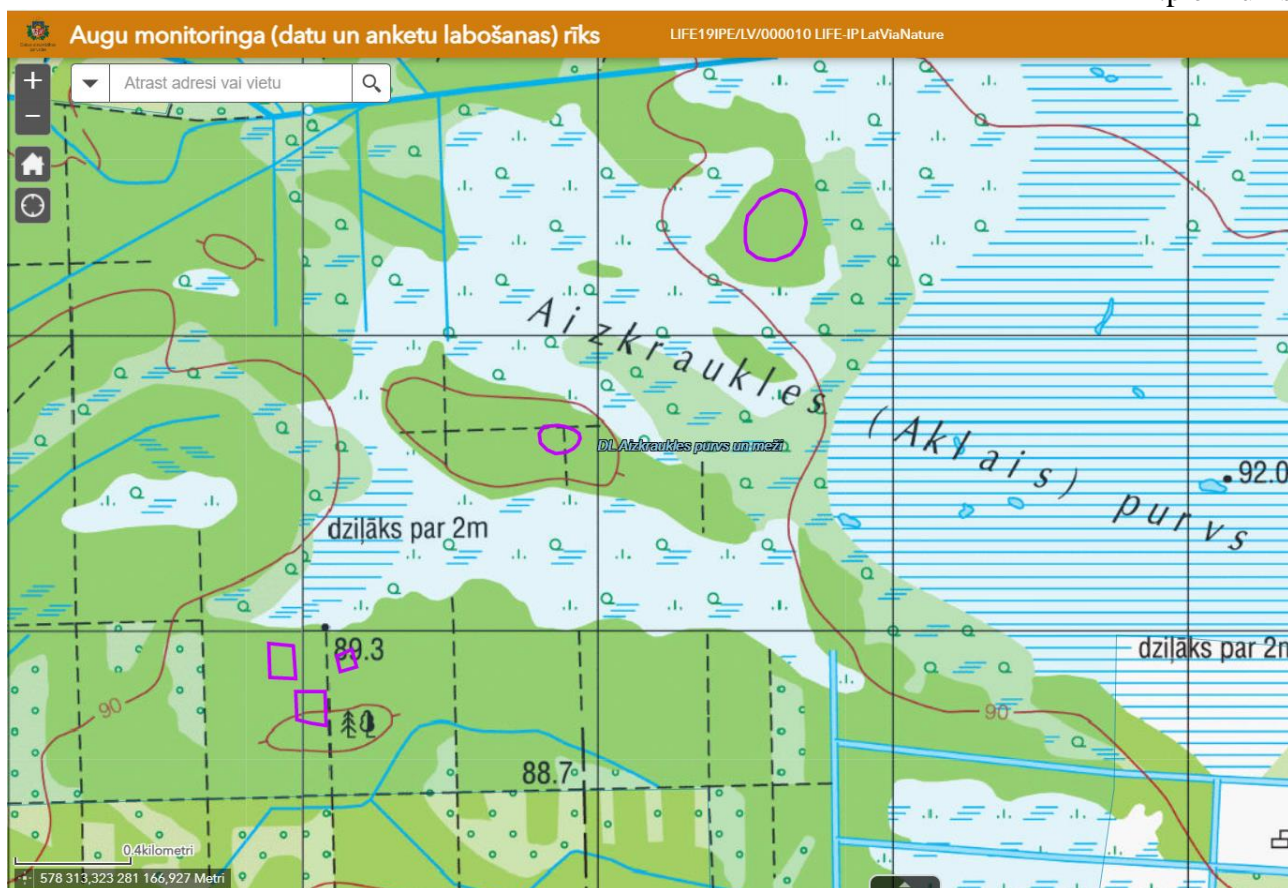 Augu monitoringa (datu un anketu labošanas) rīks
LIFE19IPE/LV/000010 LIFE-IP LatViaNature
+
Atrast adresi vai vietu
−
Aizkraukles (Aklais) purvs
DL Aizkraukles purvs un meži
92.0
dziļāks par 2m
89.3
dziļāks par 2m
90
90
88.7
0,4kilometri
578 313,323 281 166,927 Metri